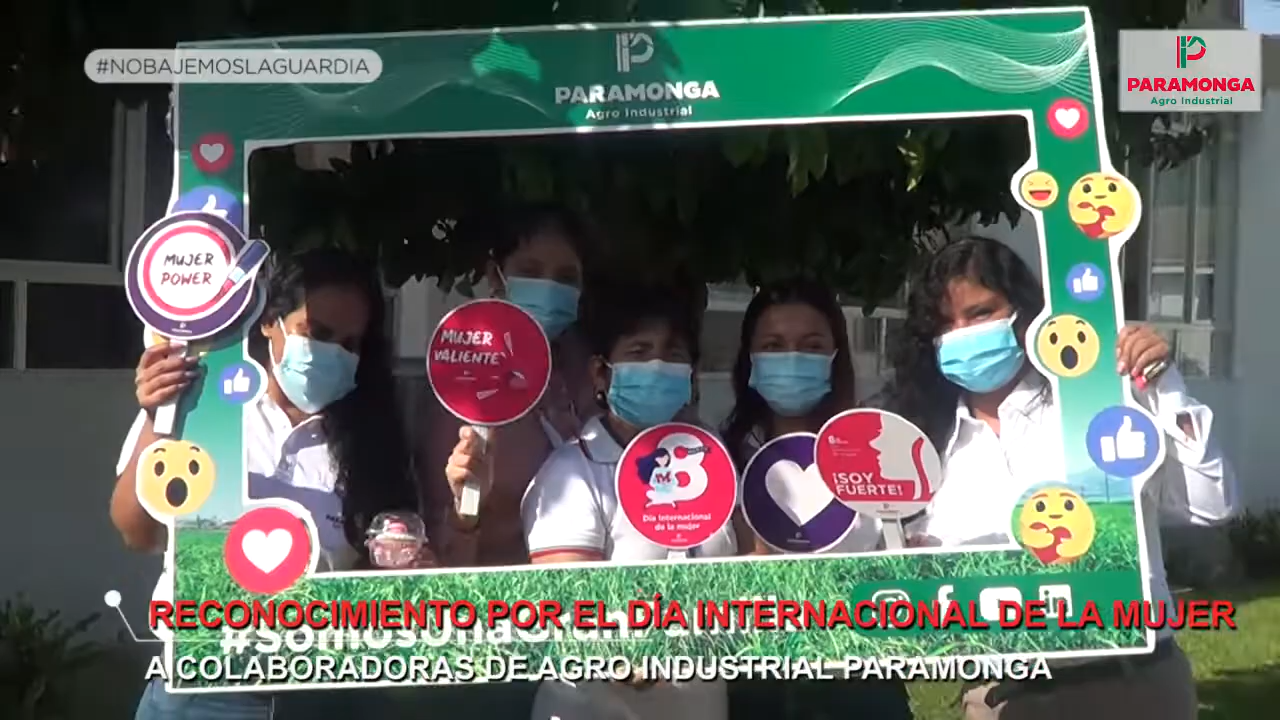 #NOBAJEMOSLAGUARDIA
PARAMONGA
Agro Industrial
PARAMONGA
Agro Industrial
MUJER
POWER
MUJER
VALIENTE
8
Día Internacional
de la mujer
¡SOY
FUERTE!
RECONOCIMIENTO POR EL DÍA INTERNACIONAL DE LA MUJER
A COLABORADORAS DE AGRO INDUSTRIAL PARAMONGA